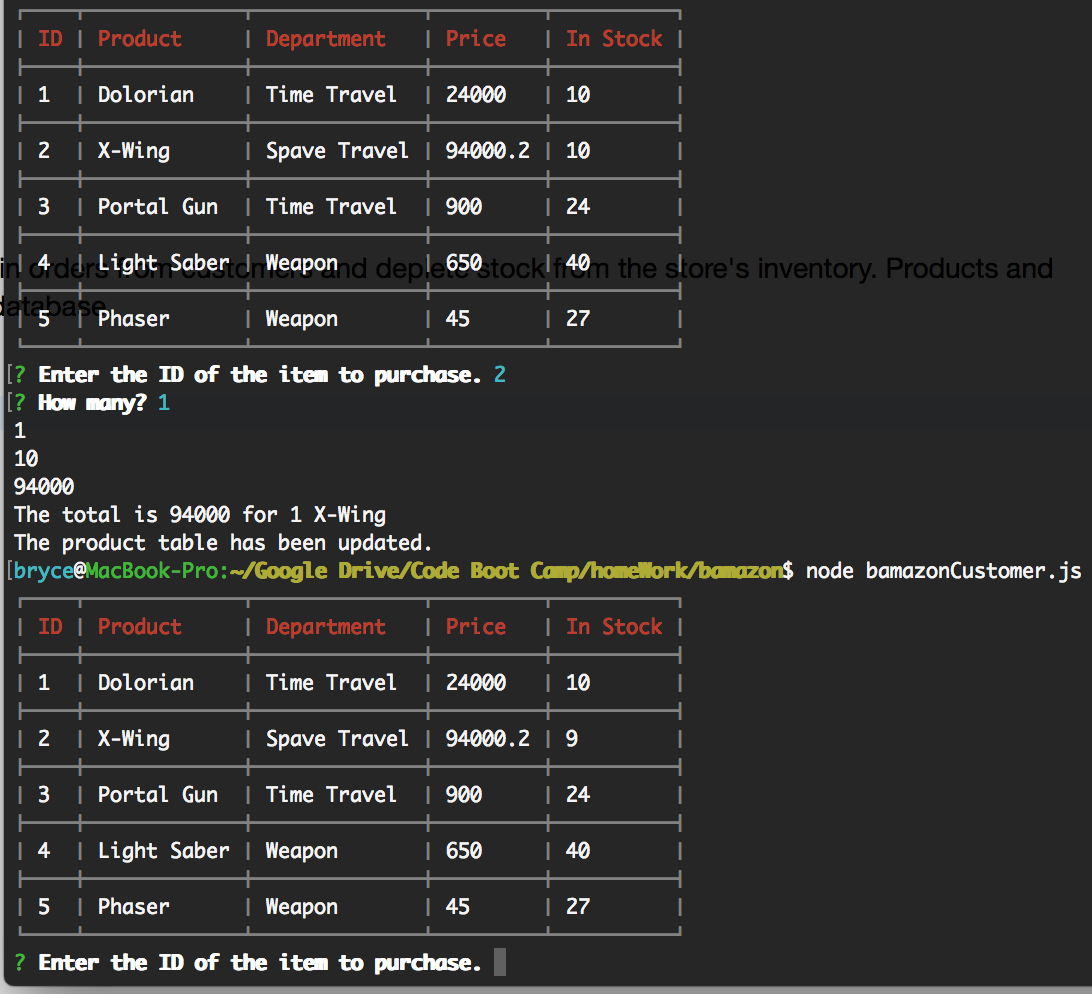 ID Product Department Price In Stock
1 Dolorian Time Travel 24000 10
2 X-Wing Spave Travel 94000.2 10
3 Portal Gun Time Travel 900 24
4 Light Saber Weapon 650 40
in orders from customers and deplete stock from the store's inventory. Products and
database
5 Phaser Weapon 45 27
? Enter the ID of the item to purchase. 2
? How many? 1
1
10
94000
The total is 94000 for 1 X-Wing
The product table has been updated.
bryce@MacBook-Pro:~/Google Drive/Code Boot Camp/homeWork/bamazon$ node bamazonCustomer.js
ID Product Department Price In Stock
1 Dolorian Time Travel 24000 10
2 X-Wing Spave Travel 94000.2 9
3 Portal Gun Time Travel 900 24
4 Light Saber Weapon 650 40
5 Phaser Weapon 45 27
? Enter the ID of the item to purchase.